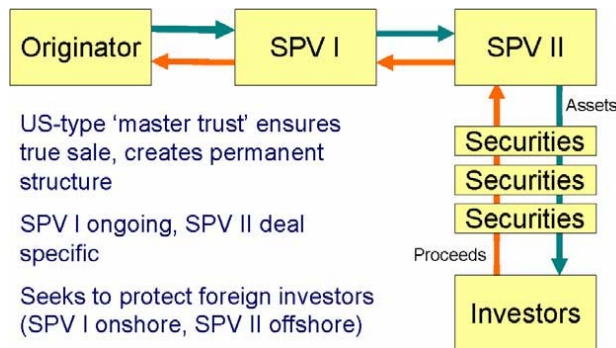 Originator
SPV I
SPV II
Assets
US-type ‘master trust’ ensures
true sale, creates permanent
structure
Securities
Securities
Securities
SPV I ongoing, SPV II deal
specific
Proceeds
Seeks to protect foreign investors
(SPV I onshore, SPV II offshore)
Investors